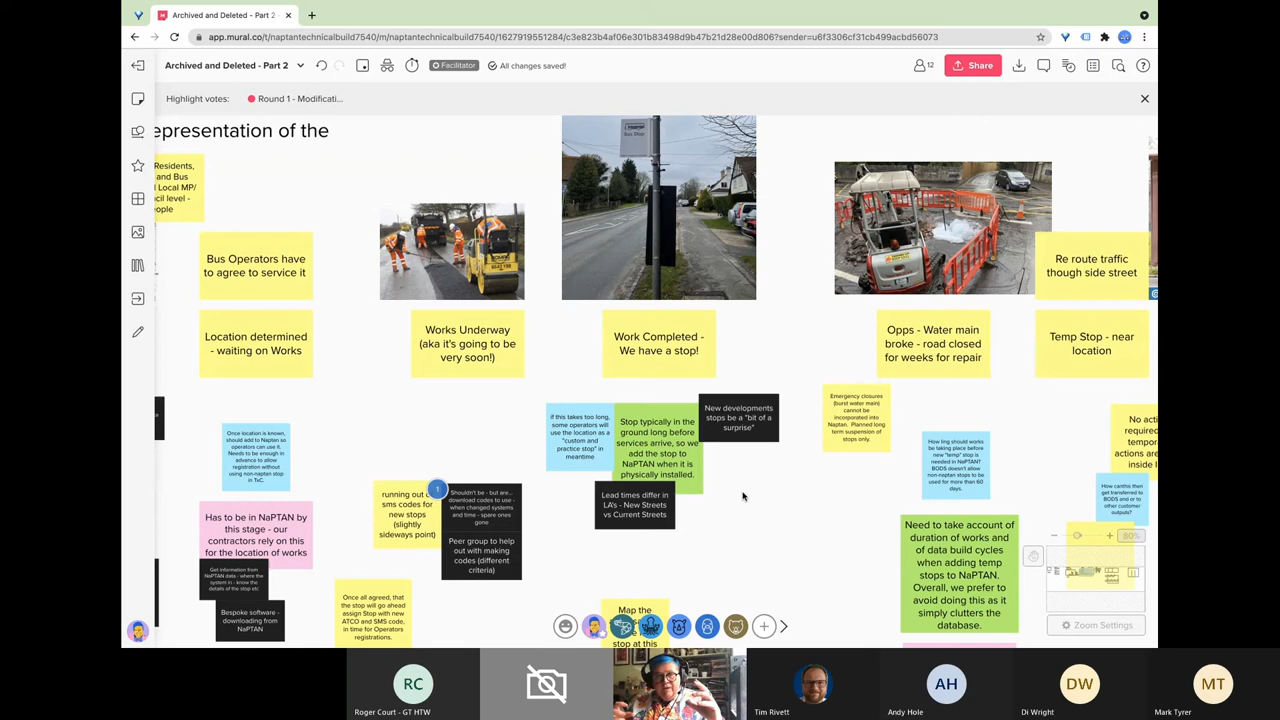 Archived and Deleted - Part 2 -
app.mural.co/t/naptantechnicalbuild7540/m/naptantechnicalbuild7540/1627919551284/c3e823b4af06e301b83348d9b47b21d28e00d806?sender=u6f3306cf31cb499acbd56073
Archived and Deleted - Part 2
Facilitator
All changes saved!
12
Share
Highlight votes:
Round 1 - Modificati...
epresentation of the
Residents,
and Bus
Local MP/
cil level -
eople
Bus Operators have
to agree to service it
Location determined
- waiting on Works
Works Underway
(aka it's going to be
very soon!)
Bus Stop
Work Completed -
We have a stop!
Opps - Water main
broke - road closed
for weeks for repair
Re route traffic
though side street
Temp Stop - near
location
Once location is known,
should add to Naptan so
operators can use it.
Needs to be enough in
advance to allow
registration without
using non-naptan stop
in TxC.
Has to be in NaPTAN by
this stage - our
contractors rely on this
for the location of works
Get information from
NaPTAN data - where the
system in - know the
details of the stop etc
Bespoke software -
downloading from
NaPTAN
running out o
sms codes for
new stops
(slightly
sideways point)
1
Shouldn't be - but are...
download codes to use -
when changed systems
and time - spare ones
gone
Peer group to help
out with making
codes (different
criteria)
Once all agreed, that
the stop will go ahead
assign Stop with new
ATCO and SMS code,
in time for Operators
registrations.
if this takes too long,
some operators will
use the location as a
"custom and
practice stop" in
meantime
Stop typically in the
ground long before
services arrive, so we
add the stop to
NaPTAN when it is
physically installed.
New developments
stops be a "bit of a
surprise"
Lead times differ in
LA's - New Streets
vs Current Streets
Map the
stop at this
Emergency closures
(burst water main)
cannot be
incorporated into
Naptan. Planned long
term suspension of
stops only.
How ling should works
be taking place before
new "temp" stop is
needed in NaPTAN?
BODS doesn't allow
non-naptan stops to
be used for more than 60
days.
Need to take account of
duration of works and
of data build cycles
when adding temp
stops to NaPTAN.
Overall, we prefer to
avoid doing this as it
simply clutters the
database.
No acti
required
tempora
actions are
inside l
How canthis then
get transferred to
BODS and or to
other customer
outputs?
80%
Zoom Settings
RC
Roger Court - GT HTW
Tim Rivett
AH
Andy Hole
DW
Di Wright
MT
Mark Tyrer